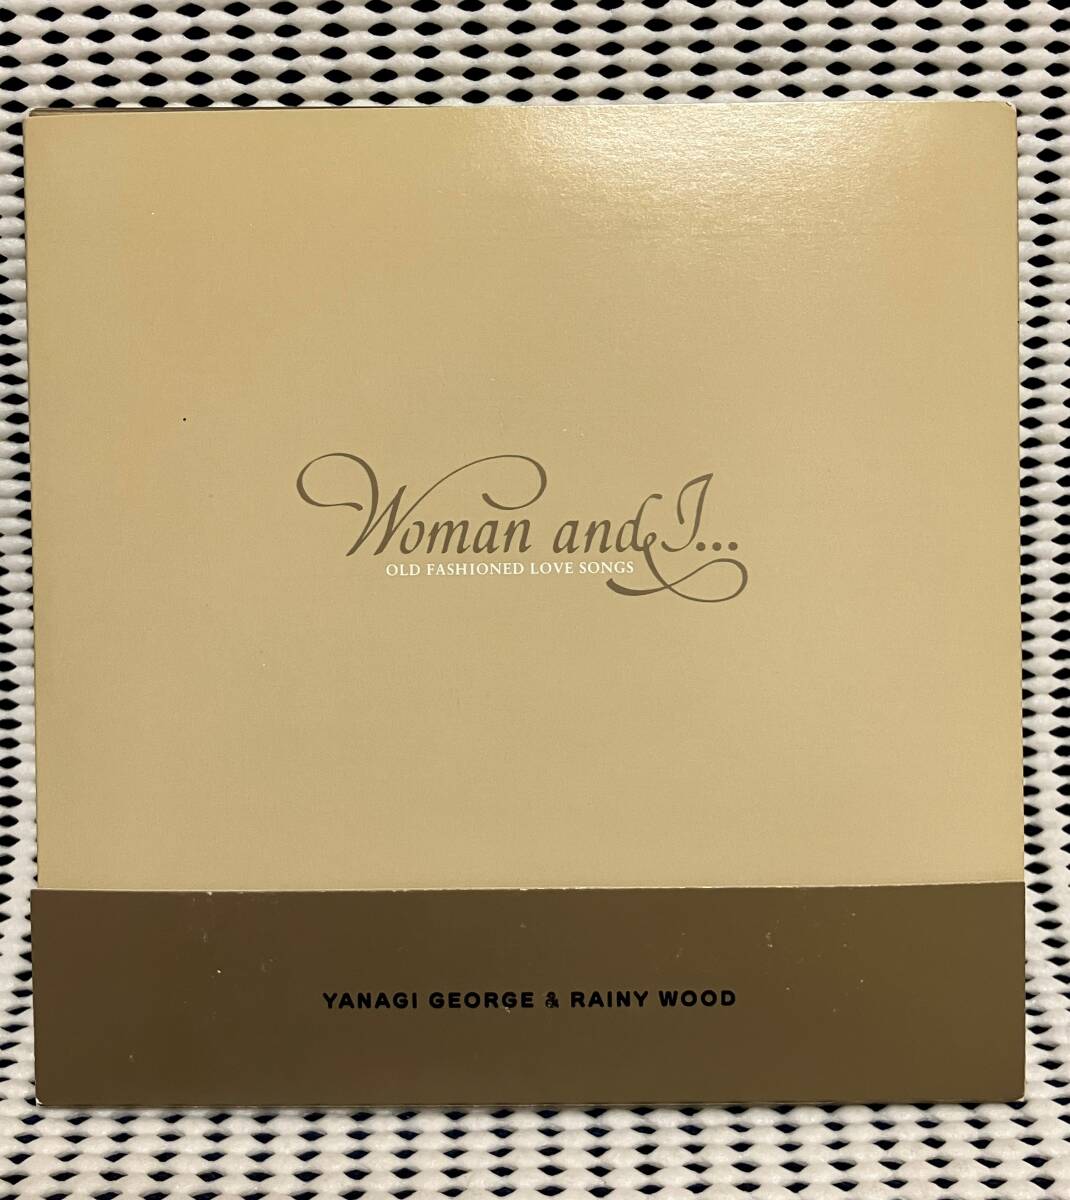 Woman and I...
OLD FASHIONED LOVE SONGS
YANAGI GEORGE & RAINY WOOD